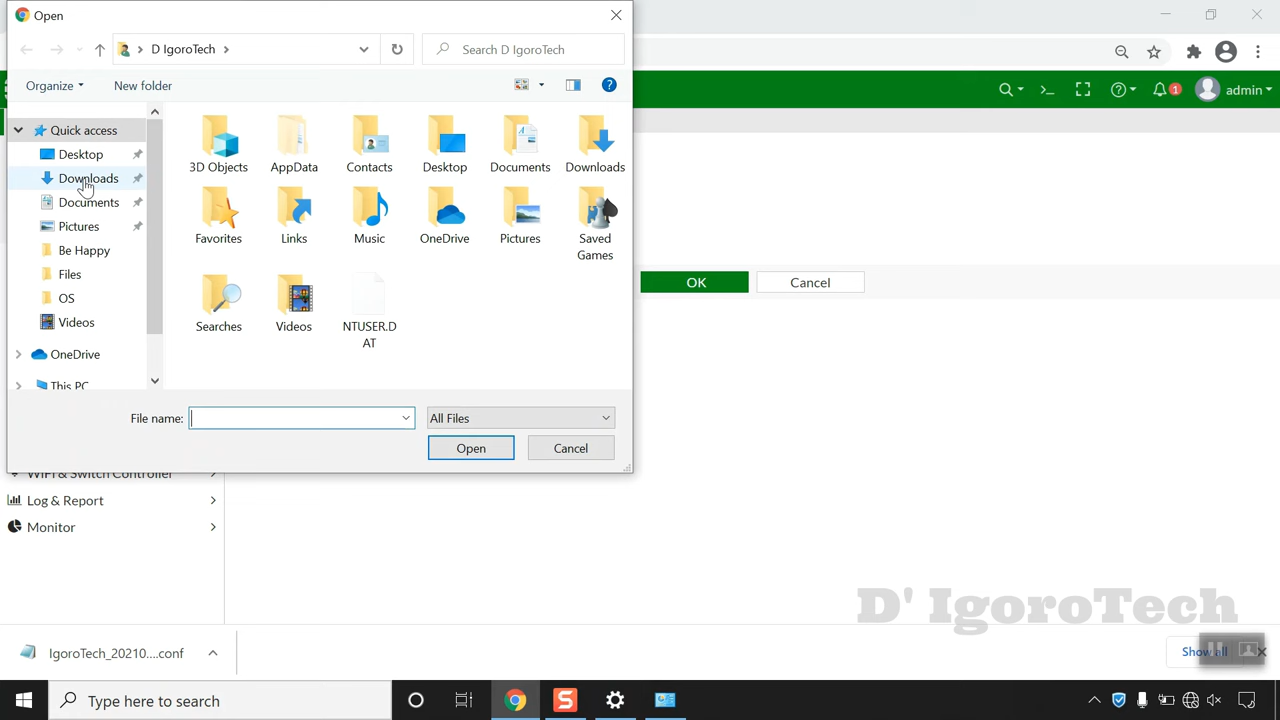 Open
D IgoroTech
Search D IgoroTech
Organize
New folder
Quick access
Desktop
Downloads
Documents
Pictures
Be Happy
Files
OS
Videos
OneDrive
This PC
3D Objects
AppData
Contacts
Desktop
Documents
Downloads
Favorites
Links
Music
OneDrive
Pictures
Saved
Games
Searches
Videos
NTUSER.D
AT
File name:
All Files
Open
Cancel
1
admin
OK
Cancel
WiFi & Switch Controller
Log & Report
Monitor
D' IgoroTech
IgoroTech_20210....conf
Show all
Type here to search